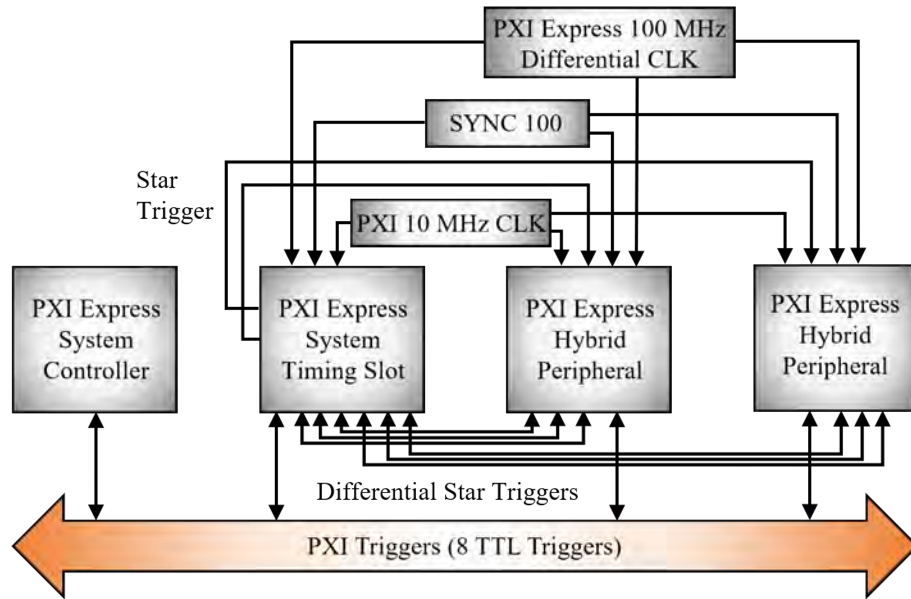 PXI Express 100 MHz
Differential CLK
SYNC 100
Star
Trigger
PXI 10 MHz CLK
PXI Express
System
Controller
PXI Express
System
Timing Slot
PXI Express
Hybrid
Peripheral
PXI Express
Hybrid
Peripheral
Differential Star Triggers
PXI Triggers (8 TTL Triggers)